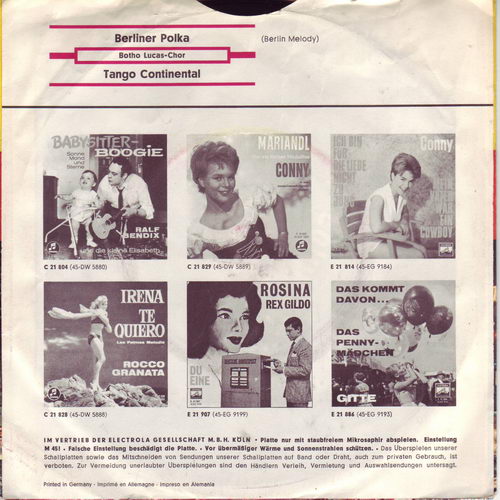 Berliner Polka
(Berlin Melody)
Botho Lucas-Chor
Tango Continental
BABYSITTER-
BOOGIE
Sonne
Mond
und
Sterne
RALF
BENDIX
und die kleine Elisabeth
C 21 804 (45-DW 5880)
MARIANDL
CONNY
C 21 829 (45-DW 5889)
Conny
ICH BIN
FÜR
DIE LIEBE
EIN
COWBOY
E 21 814 (45-EG 9184)
IRENA
TE
QUIERO
Las Palmas Melodie
ROCCO
GRANATA
C 21 828 (45-DW 5888)
ROSINA
REX GILDO
DU
EINE
E 21 907 (45-EG 9199)
DAS KOMMT
DAVON...
DAS
PENNY-
MÄDCHEN
GITTE
E 21 886 (45-EG 9193)
IM VERTRIEB DER ELECTROLA GESELLSCHAFT M. B. H. KÖLN • Platte nur mit staubfreiem Mikrosaphir abspielen. Einstellung
M 45! • Falsche Einstellung beschädigt die Platte. • Vor übermäßiger Wärme und Sonnenstrahlen schützen. • Das Überspielen unserer
Schallplatten sowie das Mitschneiden von Sendungen unserer Schallplatten auf Band oder Draht, auch zum privaten Gebrauch, ist
verboten. Zur Vermeidung unerlaubter Überspielungen sind den Händlern Verleih, Vermietung und Auswahlsendungen untersagt.
Printed in Germany · Imprimé en Allemagne · Impreso en Alemania